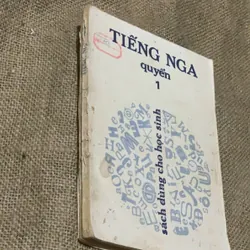 TIẾNG NGA
quyển
1
sách dùng cho học sinh